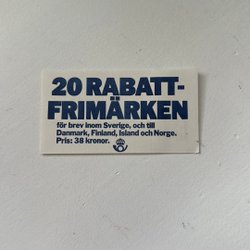 20 RABATT-
FRIMÄRKEN
för brev inom Sverige, och till
Danmark, Finland, Island och Norge.
Pris: 38 kronor.